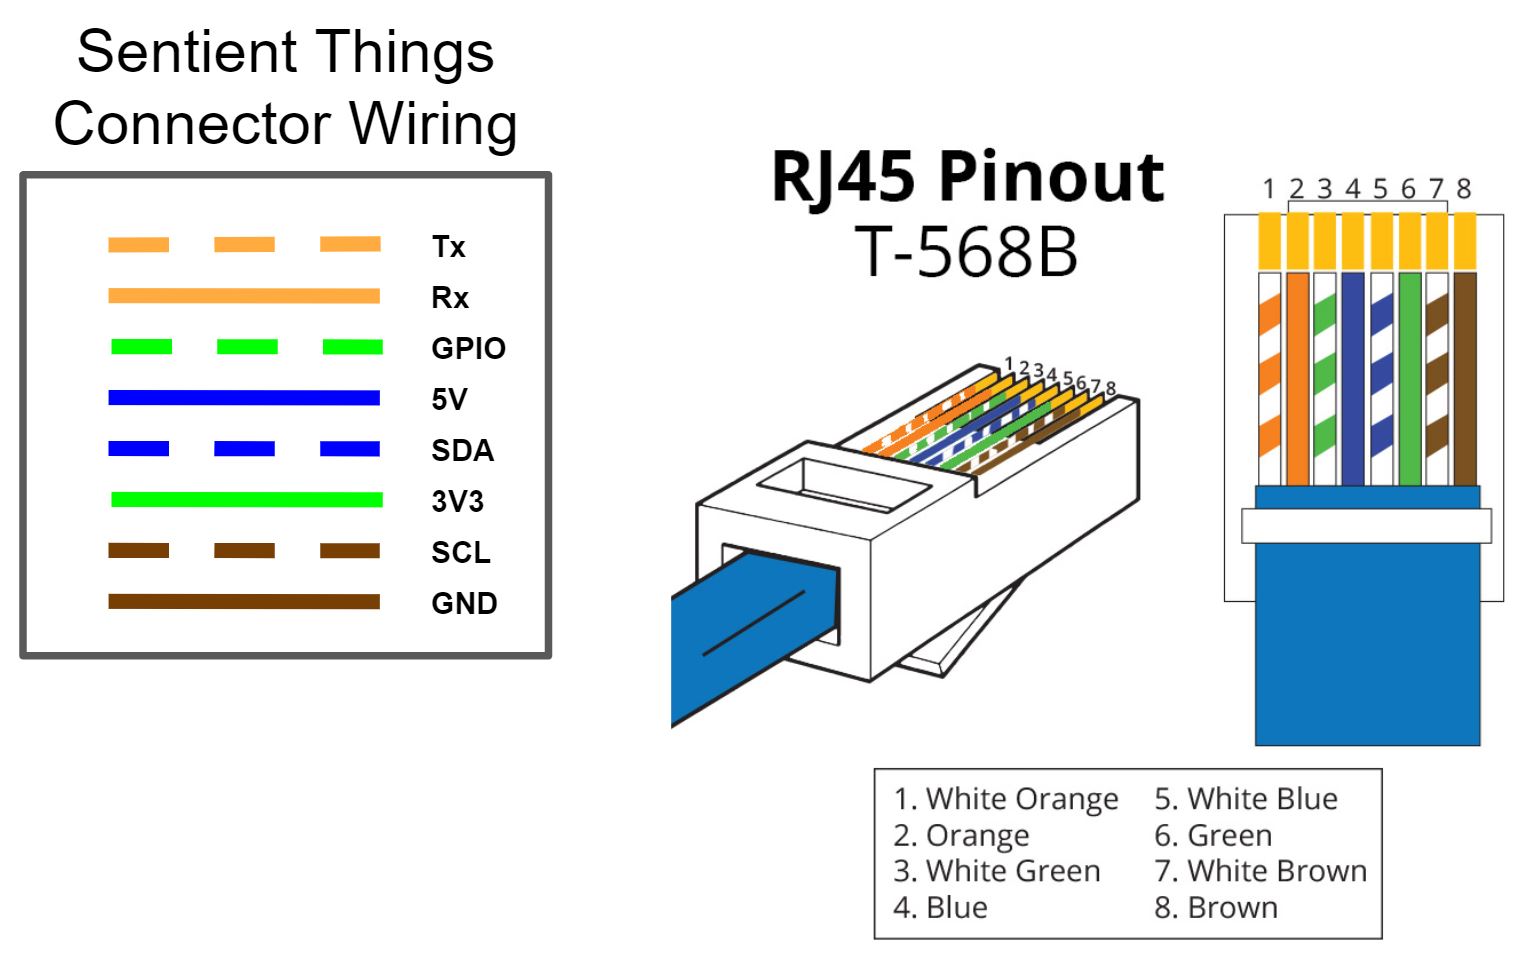 Sentient Things
Connector Wiring
Tx
Rx
GPIO
5V
SDA
3V3
SCL
GND
RJ45 Pinout
T-568B
1 2 3 4 5 6 7 8
1 2 3 4 5 6 7 8
1. White Orange
2. Orange
3. White Green
4. Blue
5. White Blue
6. Green
7. White Brown
8. Brown